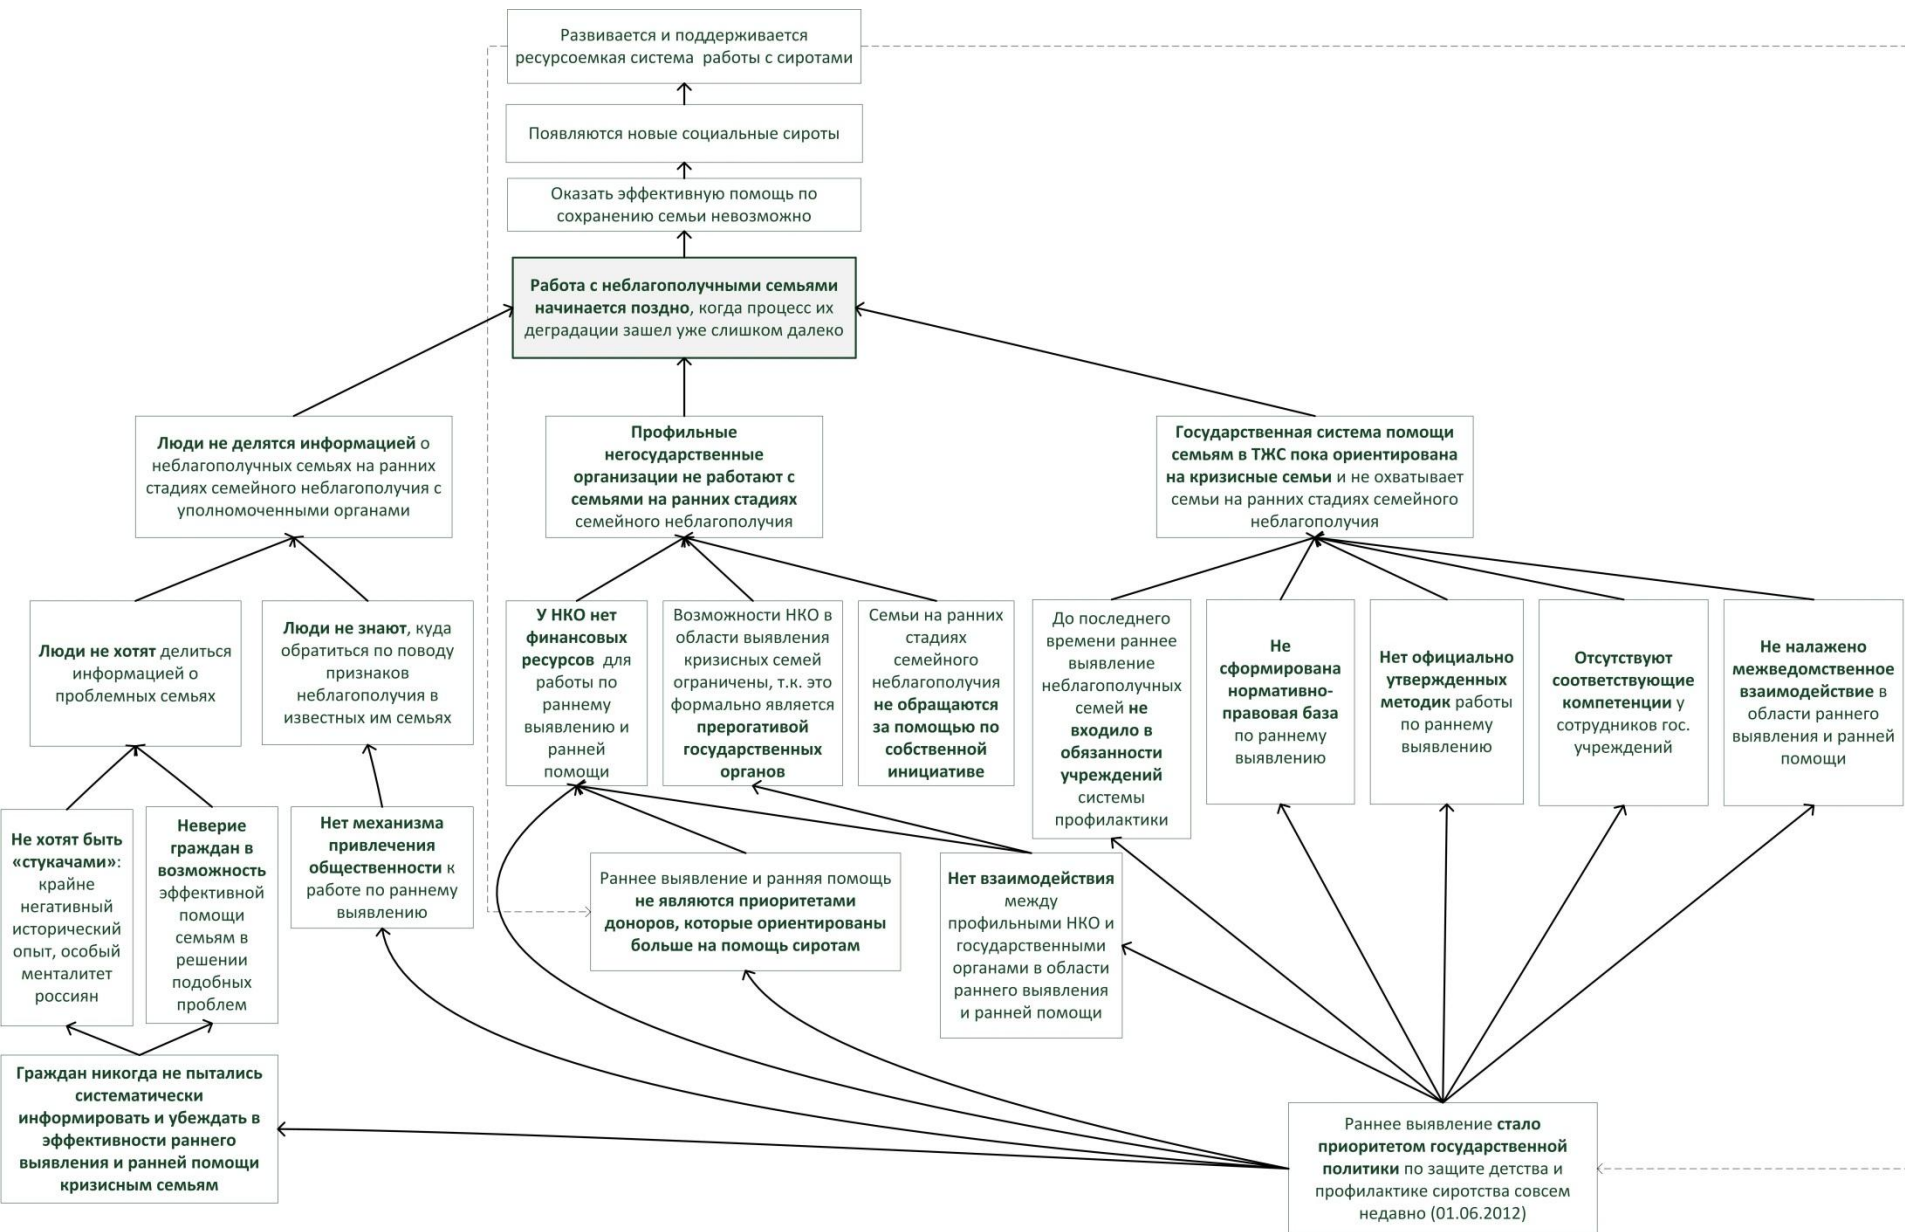 Развивается и поддерживается
ресурсоемкая система работы с сиротами
Появляются новые социальные сироты
Оказать эффективную помощь по
сохранению семьи невозможно
Работа с неблагополучными семьями
начинается поздно, когда процесс их
деградации зашел уже слишком далеко
Люди не делятся информацией о
неблагополучных семьях на ранних
стадиях семейного неблагополучия с
уполномоченными органами
Профильные
негосударственные
организации не работают с
семьями на ранних стадиях
семейного неблагополучия
Государственная система помощи
семьям в ТЖС пока ориентирована
на кризисные семьи и не охватывает
семьи на ранних стадиях семейного
неблагополучия
Люди не хотят делиться
информацией о
проблемных семьях
Люди не знают, куда
обратиться по поводу
признаков
неблагополучия в
известных им семьях
У НКО нет
финансовых
ресурсов для
работы по
раннему
выявлению и
ранней
помощи
Возможности НКО в
области выявления
кризисных семей
ограничены, т.к. это
формально является
прерогативой
государственных
органов
Семьи на ранних
стадиях
семейного
неблагополучия
не обращаются
за помощью по
собственной
инициативе
До последнего
времени раннее
выявление
неблагополучных
семей не
входило в
обязанности
учреждений
системы
профилактики
Не
сформирована
нормативно-
правовая база
по раннему
выявлению
Нет официально
утвержденных
методик работы
по раннему
выявлению
Отсутствуют
соответствующие
компетенции у
сотрудников гос.
учреждений
Не налажено
межведомственное
взаимодействие в
области раннего
выявления и ранней
помощи
Не хотят быть
«стукачами»:
крайне
негативный
исторический
опыт, особый
менталитет
россиян
Неверие
граждан в
возможность
эффективной
помощи
семьям в
решении
подобных
проблем
Нет механизма
привлечения
общественности к
работе по раннему
выявлению
Раннее выявление и ранняя помощь
не являются приоритетами
доноров, которые ориентированы
больше на помощь сиротам
Нет взаимодействия
между
профильными НКО и
государственными
органами в области
раннего выявления
и ранней помощи
Граждан никогда не пытались
систематически
информировать и убеждать в
эффективности раннего
выявления и ранней помощи
кризисным семьям
Раннее выявление стало
приоритетом государственной
политики по защите детства и
профилактике сиротства совсем
недавно (01.06.2012)